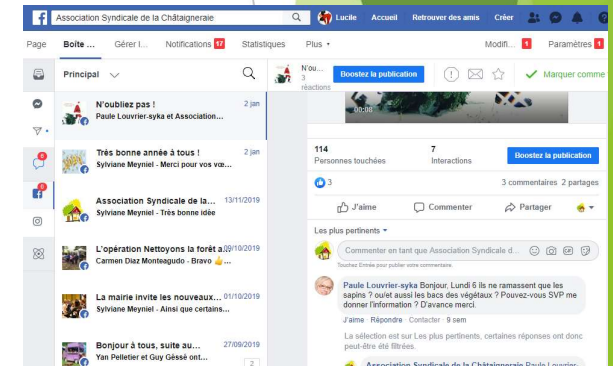 Association Syndicale de la Châtaigneraie
Lucile Accueil Retrouver des amis Créer
Page Boîte ... Gérer l... Notifications 17 Statistiques Plus Modifi... 1 Paramètres 1
Principal
N'ou...
3
réactions
Boostez la publication
Marquer comme
N'oubliez pas ! 2 jan
Paule Louvrier-syka et Association...
Très bonne année à tous ! 2 jan
Sylviane Meyniel - Merci pour vos vœ...
Association Syndicale de la... 13/11/2019
Sylviane Meyniel - Très bonne idée
L'opération Nettoyons la forêt a... 09/10/2019
Carmen Diaz Monteagudo - Bravo 👍...
La mairie invite les nouveaux... 01/10/2019
Sylviane Meyniel - Ainsi que certains...
Bonjour à tous, suite au... 27/09/2019
Yan Pelletier et Guy Géssé ont...
2
00:08
114
Personnes touchées
7
Interactions
Boostez la publication
3
3 commentaires 2 partages
J'aime Commenter Partager
Les plus pertinents
Commenter en tant que Association Syndicale d...
Touchez Entrée pour publier votre commentaire.
Paule Louvrier-syka Bonjour, Lundi 6 ils ne ramassent que les
sapins ? ou/et aussi les bacs des végétaux ? Pouvez-vous SVP me
donner l'information ? D'avance merci.
J'aime · Répondre · Contacter · 9 sem
La sélection est sur Les plus pertinents, certaines réponses ont donc
peut-être été filtrées.
Association Syndicale de la Châtaigneraie Paule Louvrier-